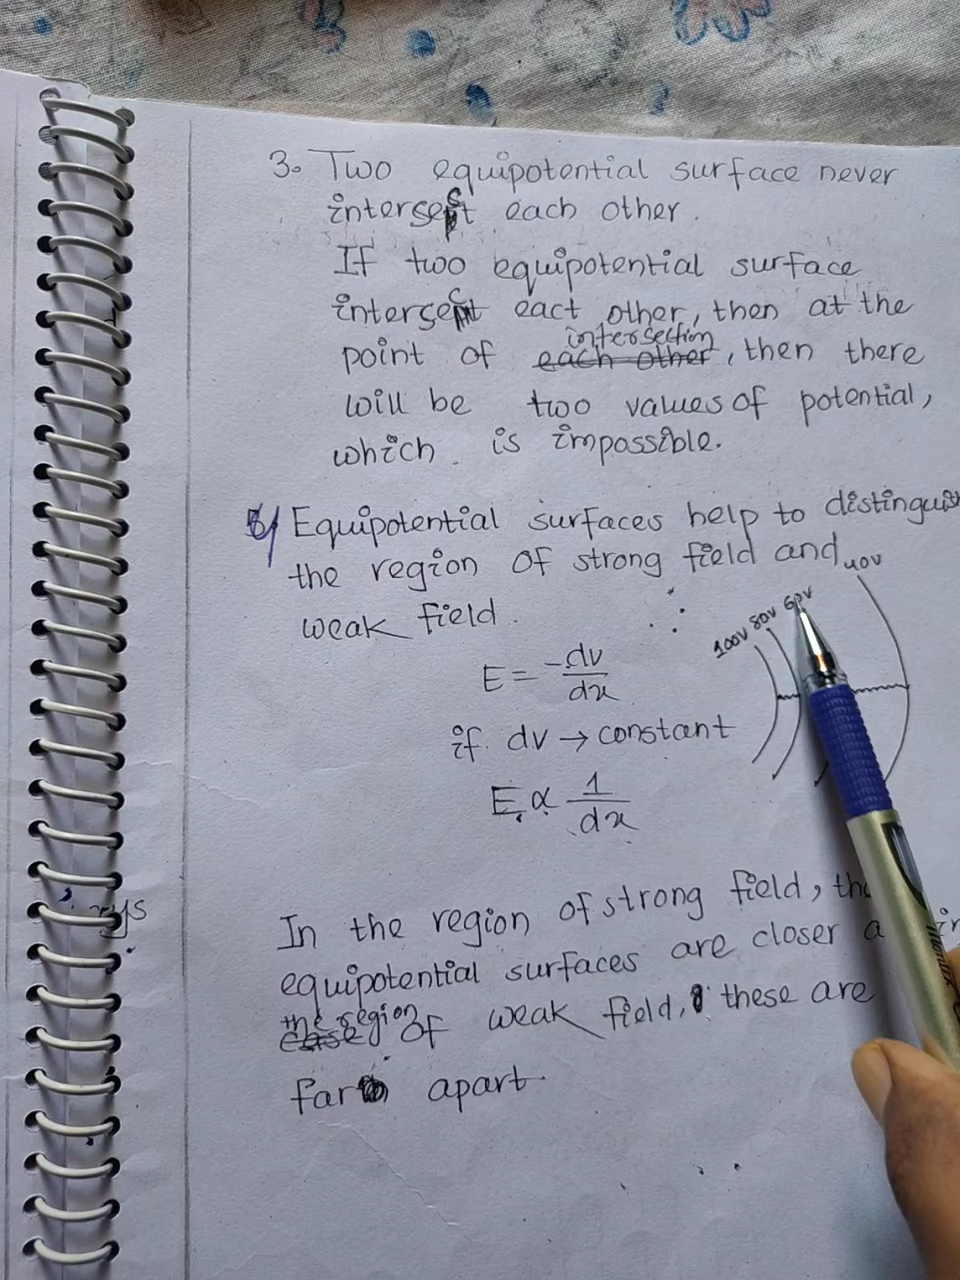 3. Two equipotential surface never
intersect each other.
If two equipotential surface
intersect eact other, then at the
intersection
point of each other, then there
will be two values of potential,
which is impossible.
Equipotential surfaces help to
the region of strong field and
weak field.
40V
100V 80V 60V
E = -dv/dx
if dv → constant
E ∝ 1/dx
In the region of strong field,
equipotential surfaces are closer
the region
case of weak field, these are
far apart.